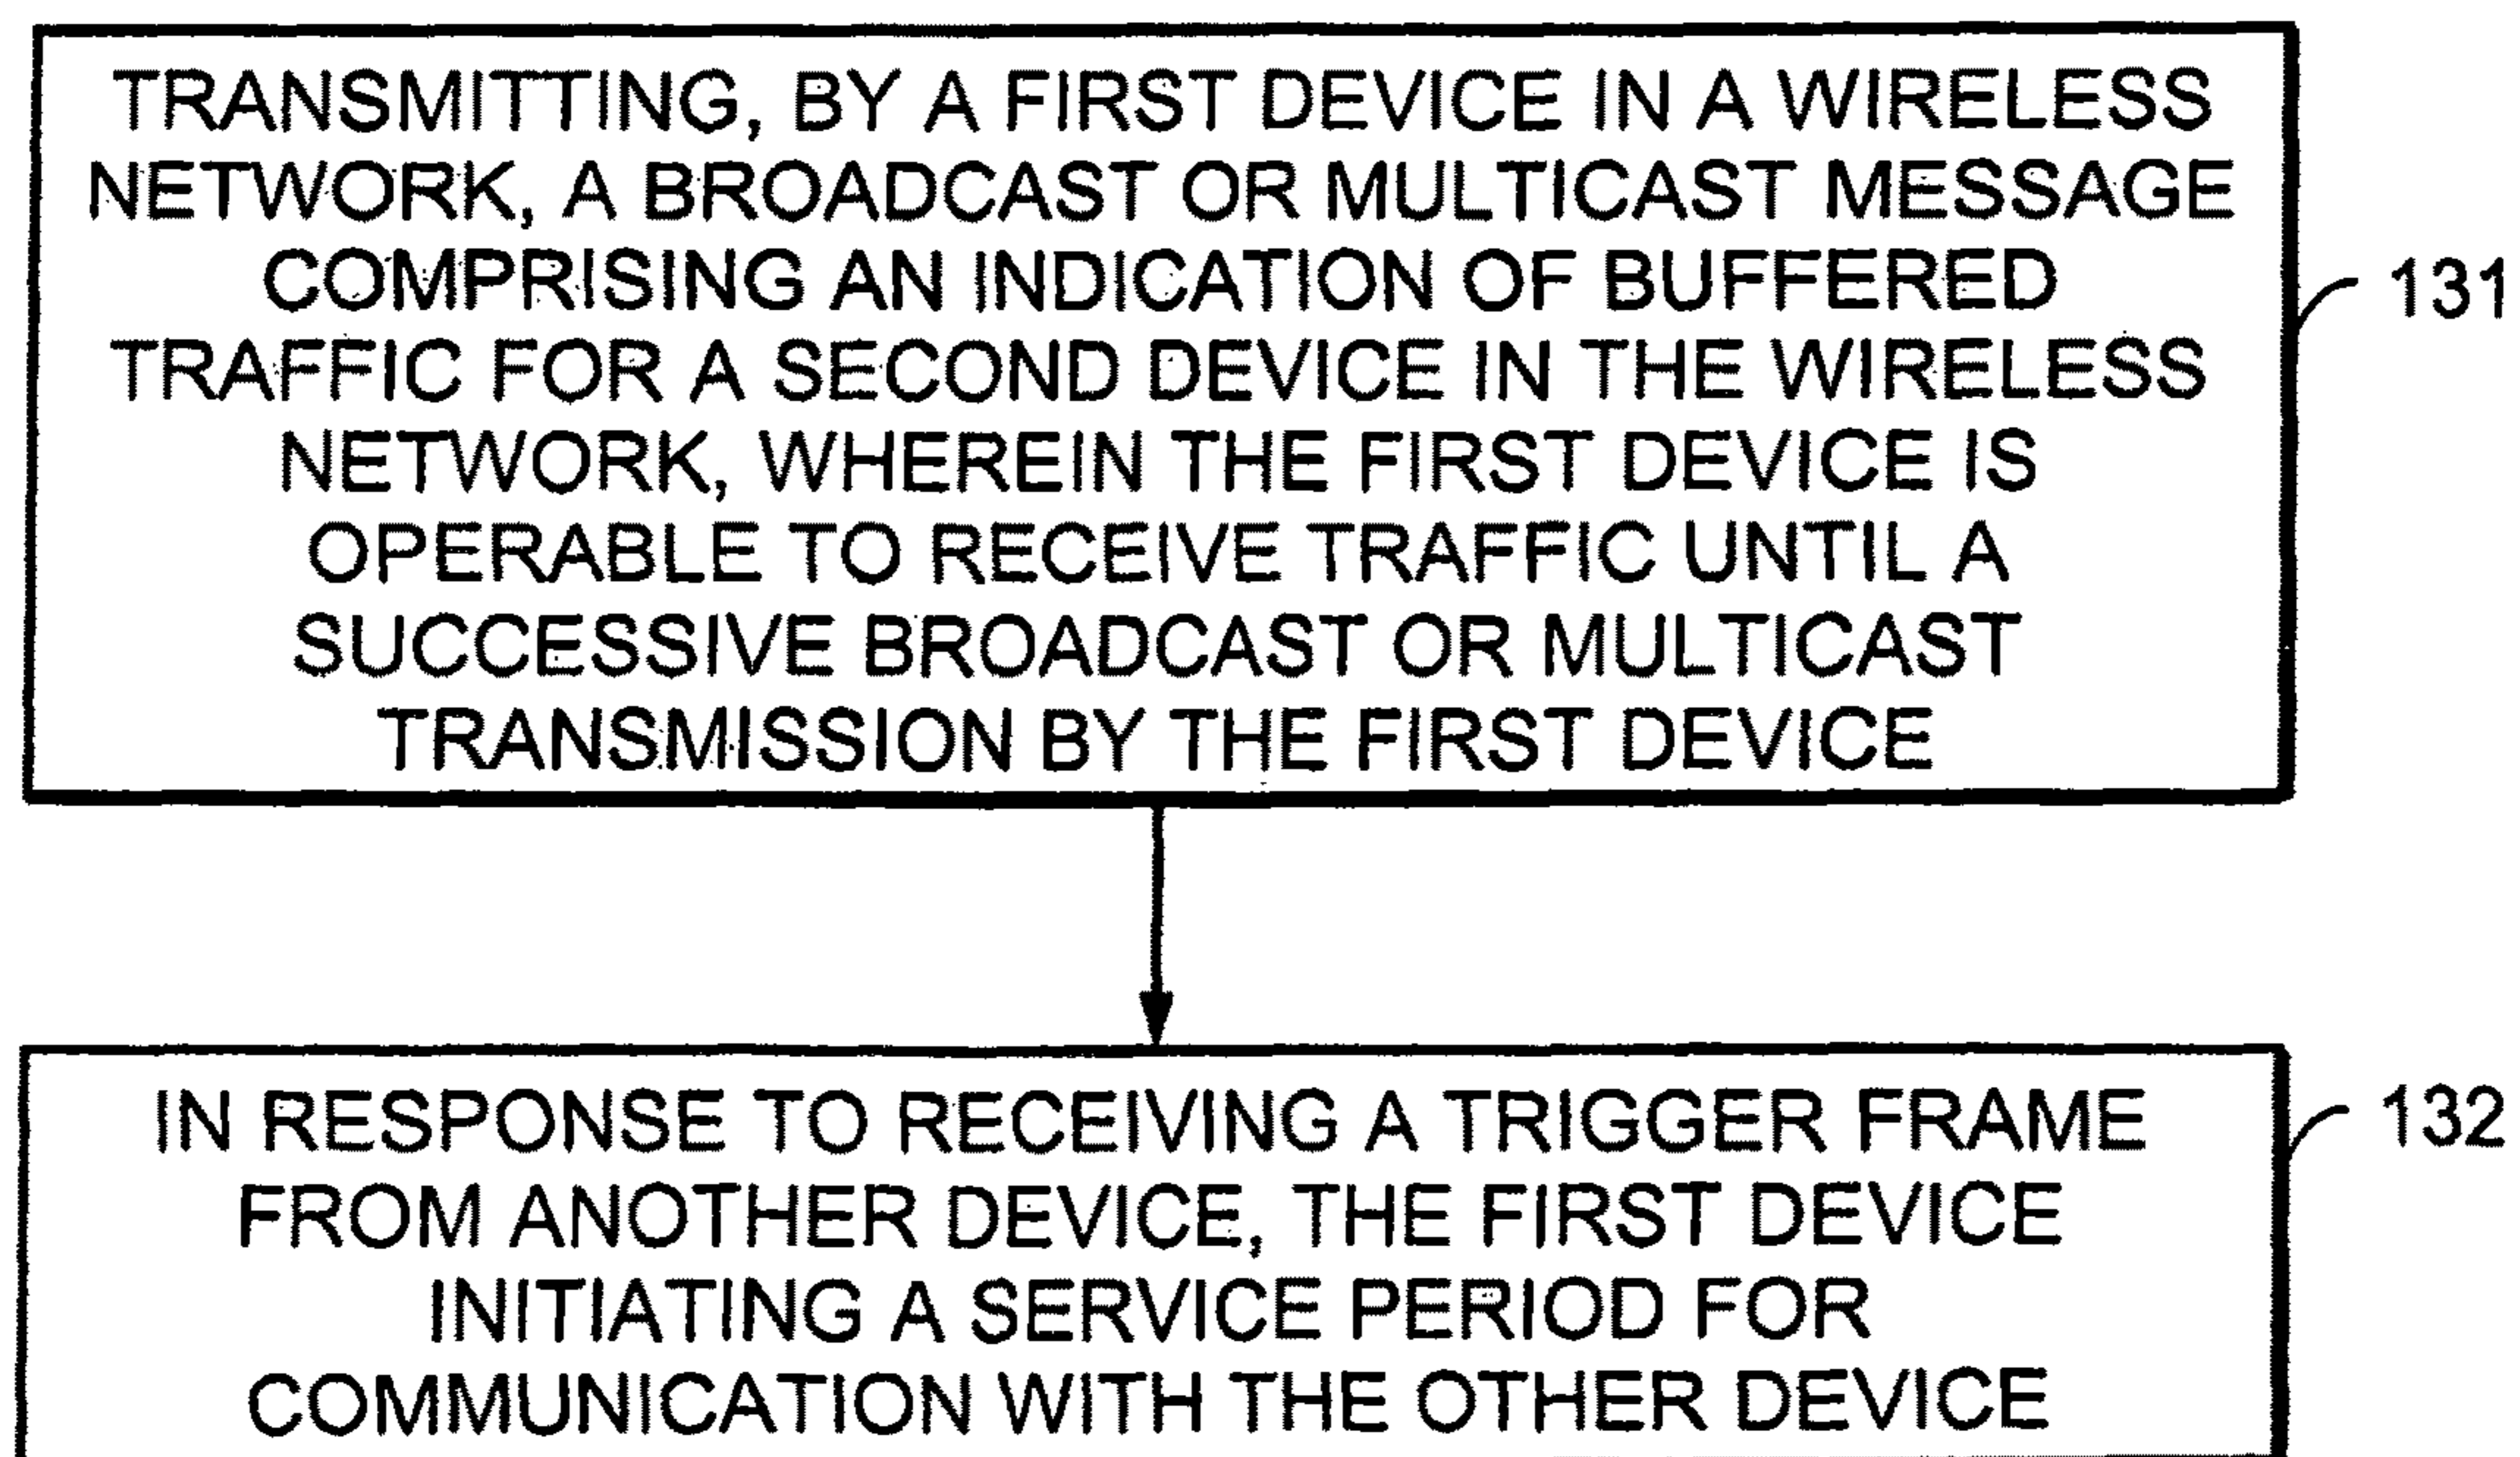 TRANSMITTING, BY A FIRST DEVICE IN A WIRELESS
NETWORK, A BROADCAST OR MULTICAST MESSAGE
COMPRISING AN INDICATION OF BUFFERED
TRAFFIC FOR A SECOND DEVICE IN THE WIRELESS
NETWORK, WHEREIN THE FIRST DEVICE IS
OPERABLE TO RECEIVE TRAFFIC UNTIL A
SUCCESSIVE BROADCAST OR MULTICAST
TRANSMISSION BY THE FIRST DEVICE
131
IN RESPONSE TO RECEIVING A TRIGGER FRAME
FROM ANOTHER DEVICE, THE FIRST DEVICE
INITIATING A SERVICE PERIOD FOR
COMMUNICATION WITH THE OTHER DEVICE
132